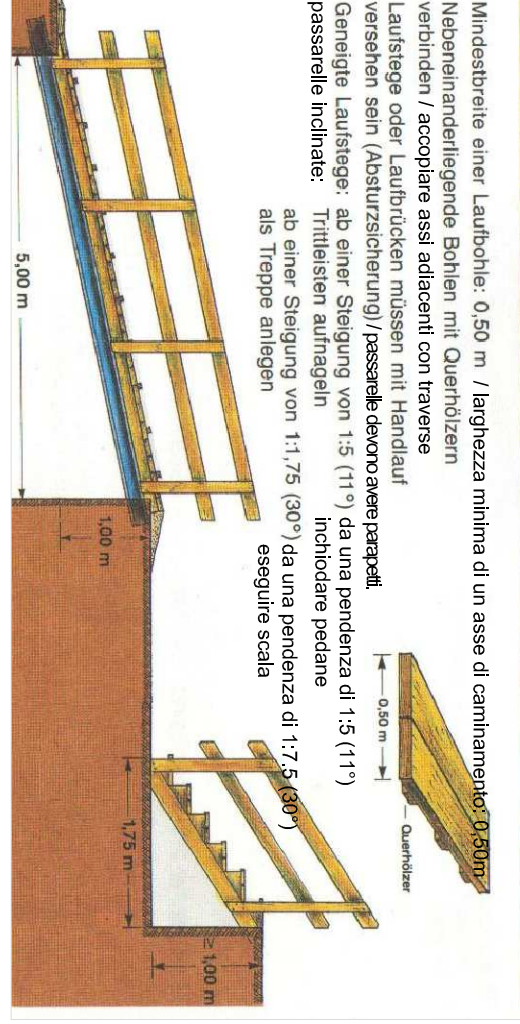 Mindestbreite einer Laufbohle: 0,50 m / larghezza minima di un asse di caminamento: 0,50m
Nebeneinanderliegende Bohlen mit Querhölzern
verbinden / accopiare assi adiacenti con traverse
Laufstege oder Laufbrücken müssen mit Handlauf
versehen sein (Absturzsicherung) / passarelle devono avere parapetti.
Geneigte Laufstege: ab einer Steigung von 1:5 (11°) da una pendenza di 1:5 (11°)
passarelle inclinate: Trittleisten aufnageln inchiodare pedane
ab einer Steigung von 1:1,75 (30°) da una pendenza di 1:7.5 (30°)
als Treppe anlegen eseguire scala
0,50 m
Querhölzer
5,00 m
1,00 m
1,75 m
≥ 1,00 m